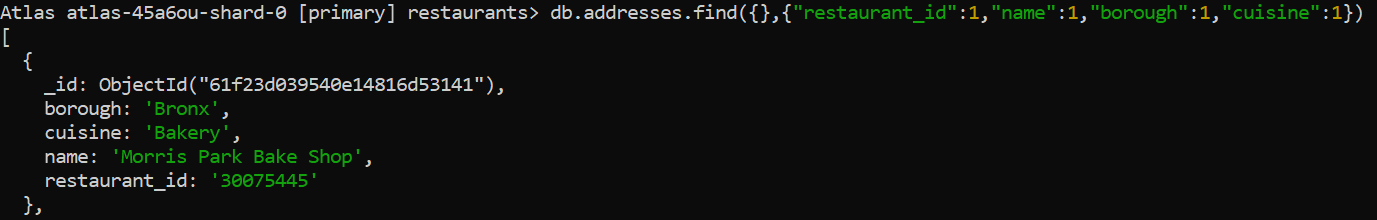 Atlas atlas-45a6ou-shard-0 [primary] restaurants> db.addresses.find({},{"restaurant_id":1,"name":1,"borough":1,"cuisine":1})
[
  {
    _id: ObjectId("61f23d039540e14816d53141"),
    borough: 'Bronx',
    cuisine: 'Bakery',
    name: 'Morris Park Bake Shop',
    restaurant_id: '30075445'
  },